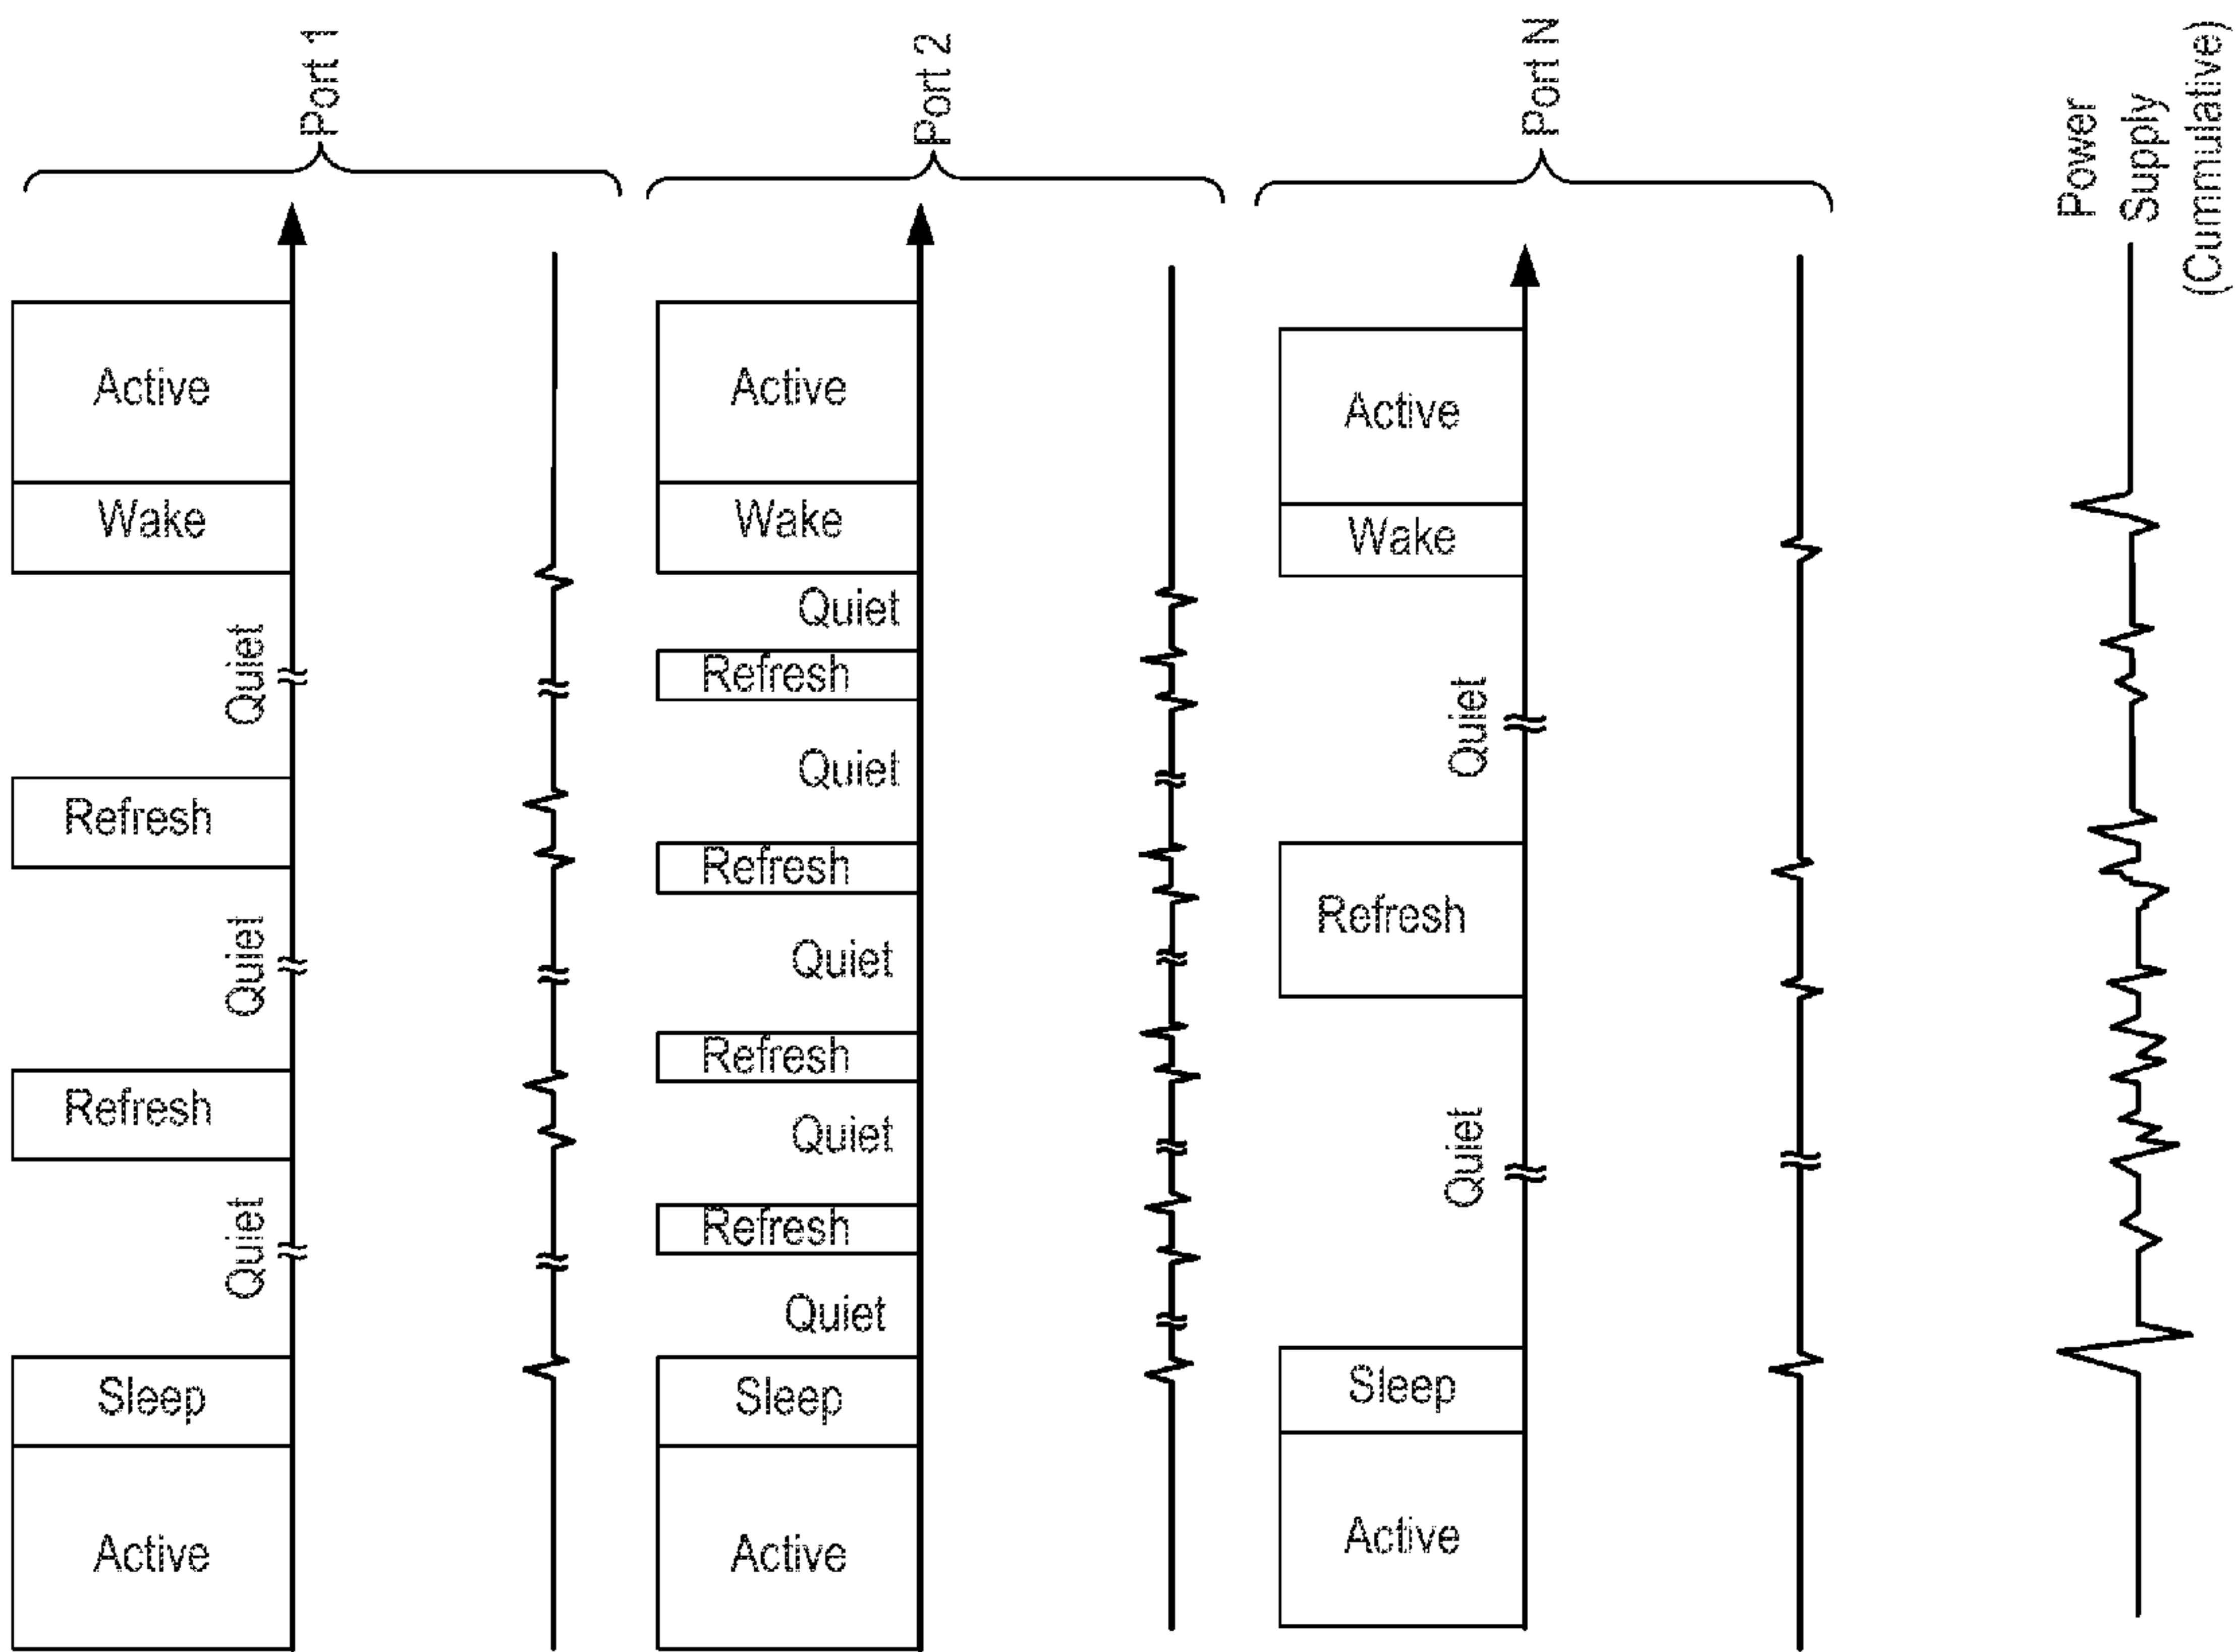 Port 1
Active
Wake
Quiet
Refresh
Quiet
Refresh
Quiet
Sleep
Active
Port 2
Active
Wake
Quiet
Refresh
Quiet
Refresh
Quiet
Refresh
Quiet
Refresh
Quiet
Sleep
Active
Port N
Active
Wake
Quiet
Refresh
Quiet
Sleep
Active
Power
Supply
(Cummulative)